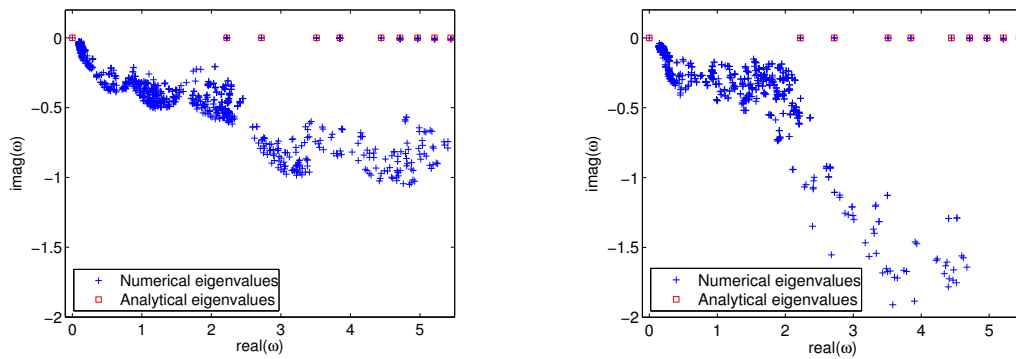 0
−0.5
−1
−1.5
−2
imag(ω)
0 1 2 3 4 5
real(ω)
Numerical eigenvalues
Analytical eigenvalues
0
−0.5
−1
−1.5
−2
imag(ω)
0 1 2 3 4 5
real(ω)
Numerical eigenvalues
Analytical eigenvalues